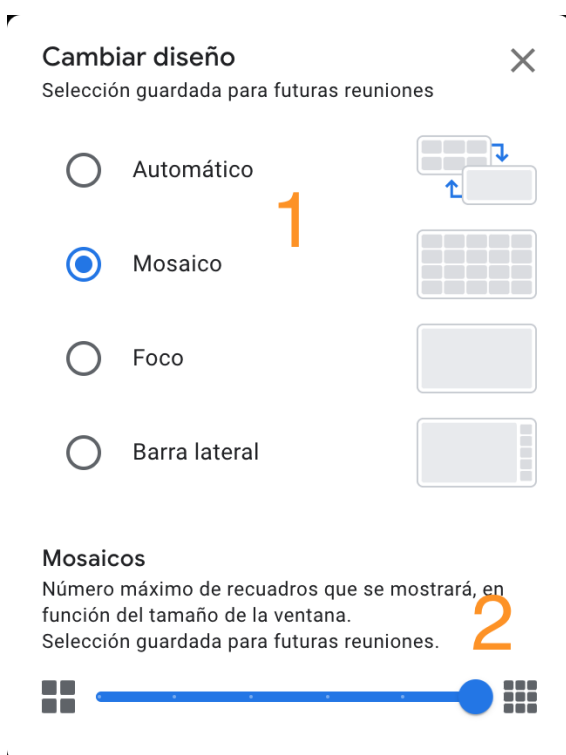 Cambiar diseño
Selección guardada para futuras reuniones
Automático
1
Mosaico
Foco
Barra lateral
Mosaicos
Número máximo de recuadros que se mostrará, en
función del tamaño de la ventana.
2
Selección guardada para futuras reuniones.